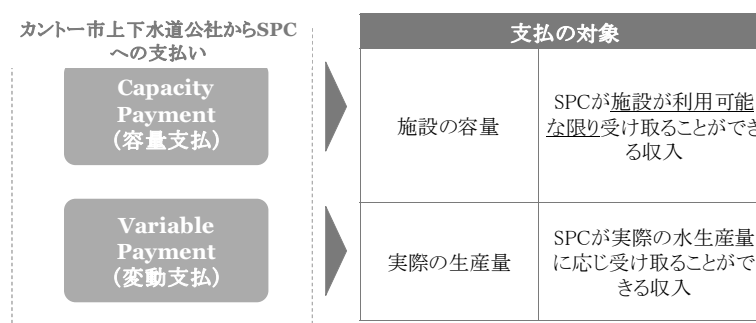 カントー市上下水道公社からSPC
への支払い
支払の対象
Capacity
Payment
(容量支払)
施設の容量
SPCが施設が利用可能
な限り受け取ることができ
る収入
Variable
Payment
(変動支払)
実際の生産量
SPCが実際の水生産量
に応じ受け取ることがで
きる収入